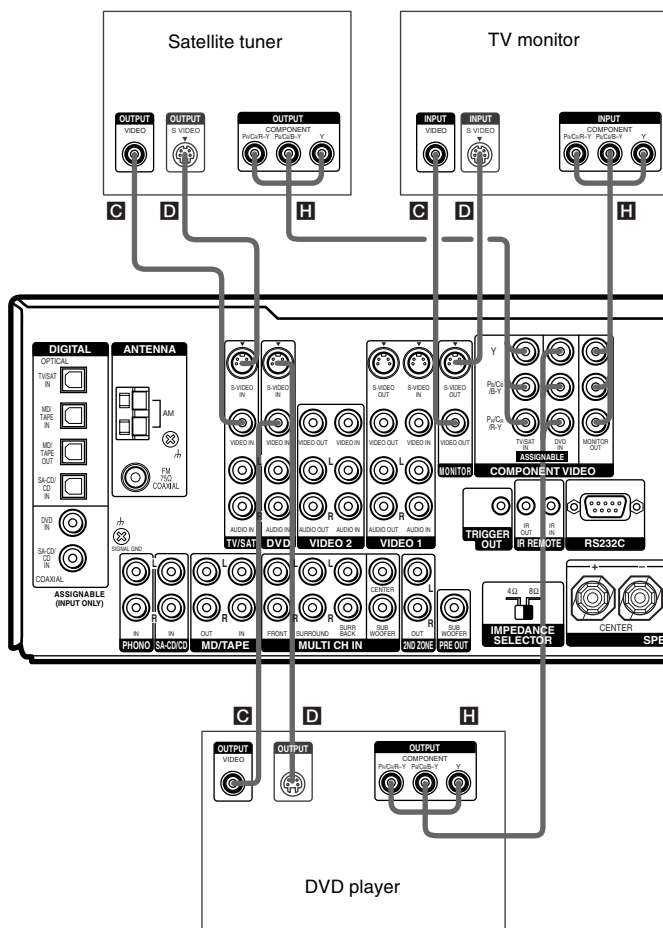 Satellite tuner
TV monitor
OUTPUT
VIDEO
OUTPUT
S VIDEO
OUTPUT
COMPONENT
PR/CR/R–Y PB/CB/B–Y Y
INPUT
VIDEO
INPUT
S VIDEO
INPUT
COMPONENT
PR/CR/R–Y PB/CB/B–Y Y
C
D
H
C
D
H
DIGITAL
OPTICAL
TV/SAT
IN
MD/
TAPE
IN
MD/
TAPE
OUT
SA-CD/
CD
IN
DVD
IN
SA-CD/
CD
IN
COAXIAL
ASSIGNABLE
(INPUT ONLY)
ANTENNA
AM
FM
75Ω
COAXIAL
SIGNAL GND
S-VIDEO
IN
S-VIDEO
IN
S-VIDEO
OUT
S-VIDEO
IN
S-VIDEO
OUT
VIDEO IN
VIDEO IN
VIDEO OUT
VIDEO IN
VIDEO OUT
VIDEO IN
VIDEO OUT
MONITOR
L
L
L
R
R
R
AUDIO IN
AUDIO IN
AUDIO OUT
AUDIO IN
AUDIO OUT
AUDIO IN
TV/SAT
DVD
VIDEO 2
VIDEO 1
Y
PB/CB
/B-Y
PR/CR
/R-Y
TV/SAT
IN
DVD
IN
MONITOR
OUT
ASSIGNABLE
COMPONENT VIDEO
TRIGGER
OUT
IR
OUT
IR
IN
IR REMOTE
RS232C
L
L
L
CENTER
L
R
R
R
R
IN
IN
OUT
IN
FRONT
SURROUND
SURR
BACK
SUB
WOOFER
OUT
SUB
WOOFER
PHONO
SA-CD/CD
MD/TAPE
MULTI CH IN
2ND ZONE
PRE OUT
4Ω
8Ω
IMPEDANCE
SELECTOR
+
–
CENTER
SPE
C
D
H
OUTPUT
VIDEO
OUTPUT
OUTPUT
COMPONENT
PR/CR/R–Y PB/CB/B–Y Y
DVD player